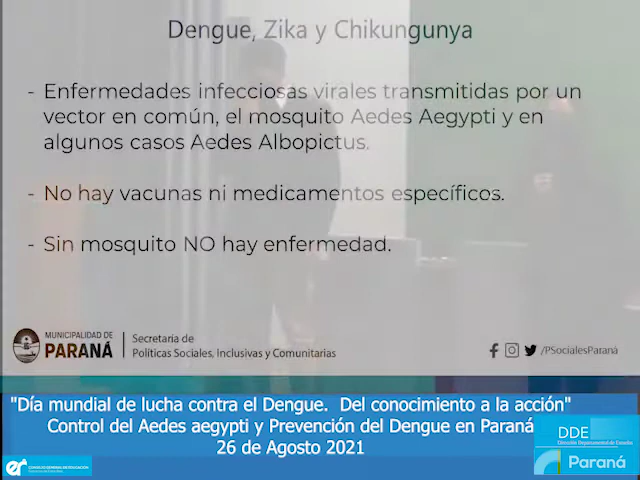 Dengue, Zika y Chikungunya
- Enfermedades infecciosas virales transmitidas por un
vector en común, el mosquito Aedes Aegypti y en
algunos casos Aedes Albopictus.
- No hay vacunas ni medicamentos específicos.
- Sin mosquito NO hay enfermedad.
MUNICIPALIDAD DE
PARANÁ
Secretaría de
Políticas Sociales, Inclusivas y Comunitarias
/PSocialesParaná
"Día mundial de lucha contra el Dengue. Del conocimiento a la acción"
Control del Aedes aegypti y Prevención del Dengue en Paraná
26 de Agosto 2021
DDE
Dirección Departamental de Escuelas
Paraná
er
CONSEJO GENERAL DE EDUCACIÓN